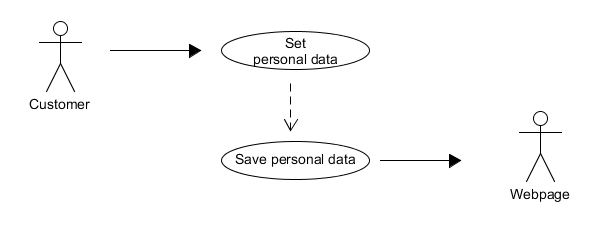 Set
personal data
Customer
Save personal data
Webpage